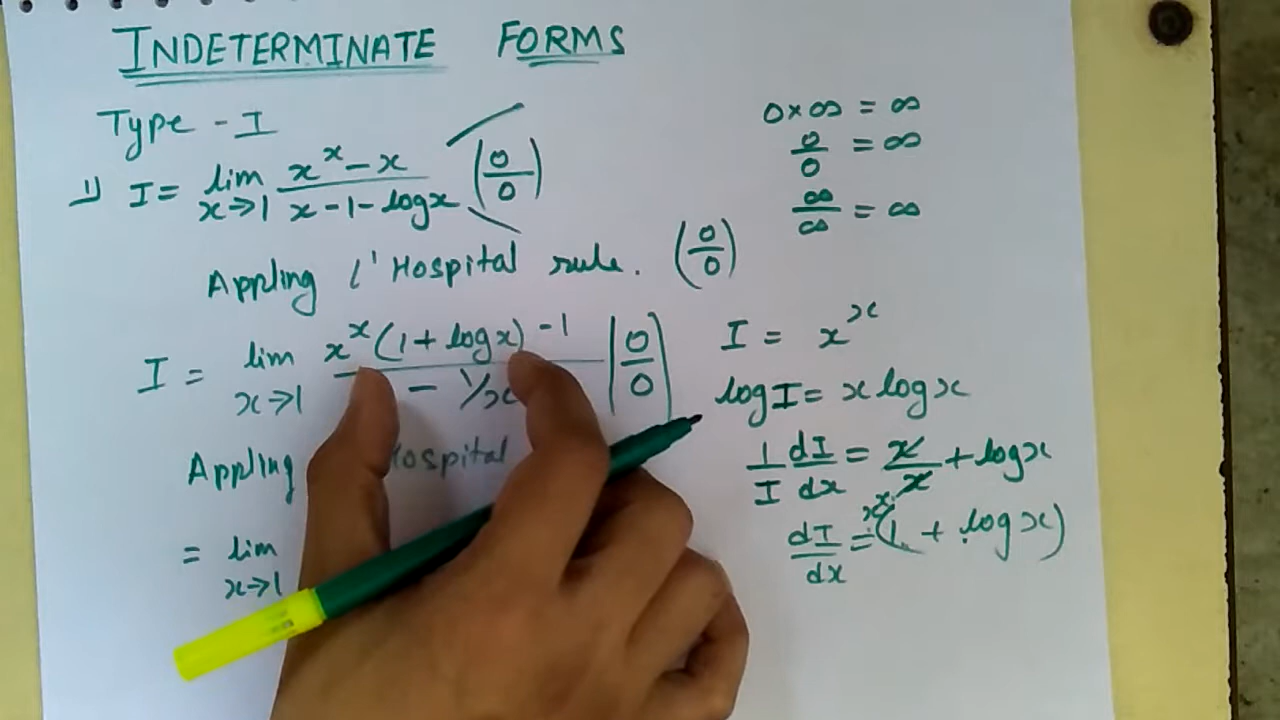 INDETERMINATE FORMS
Type - I
1) I = lim x→1 (x^x - x)/(x - 1 - log x) (0/0)
Appling l'Hospital rule. (0/0)
I = lim x→1 x^x(1 + log x) - 1 / - 1/x (0/0)
Appling Hospital
= lim x→1
0 × ∞ = ∞
0/0 = ∞
∞/∞ = ∞
I = x^x
log I = x log x
1/I dI/dx = x/x + log x
dI/dx = x^x (1 + log x)